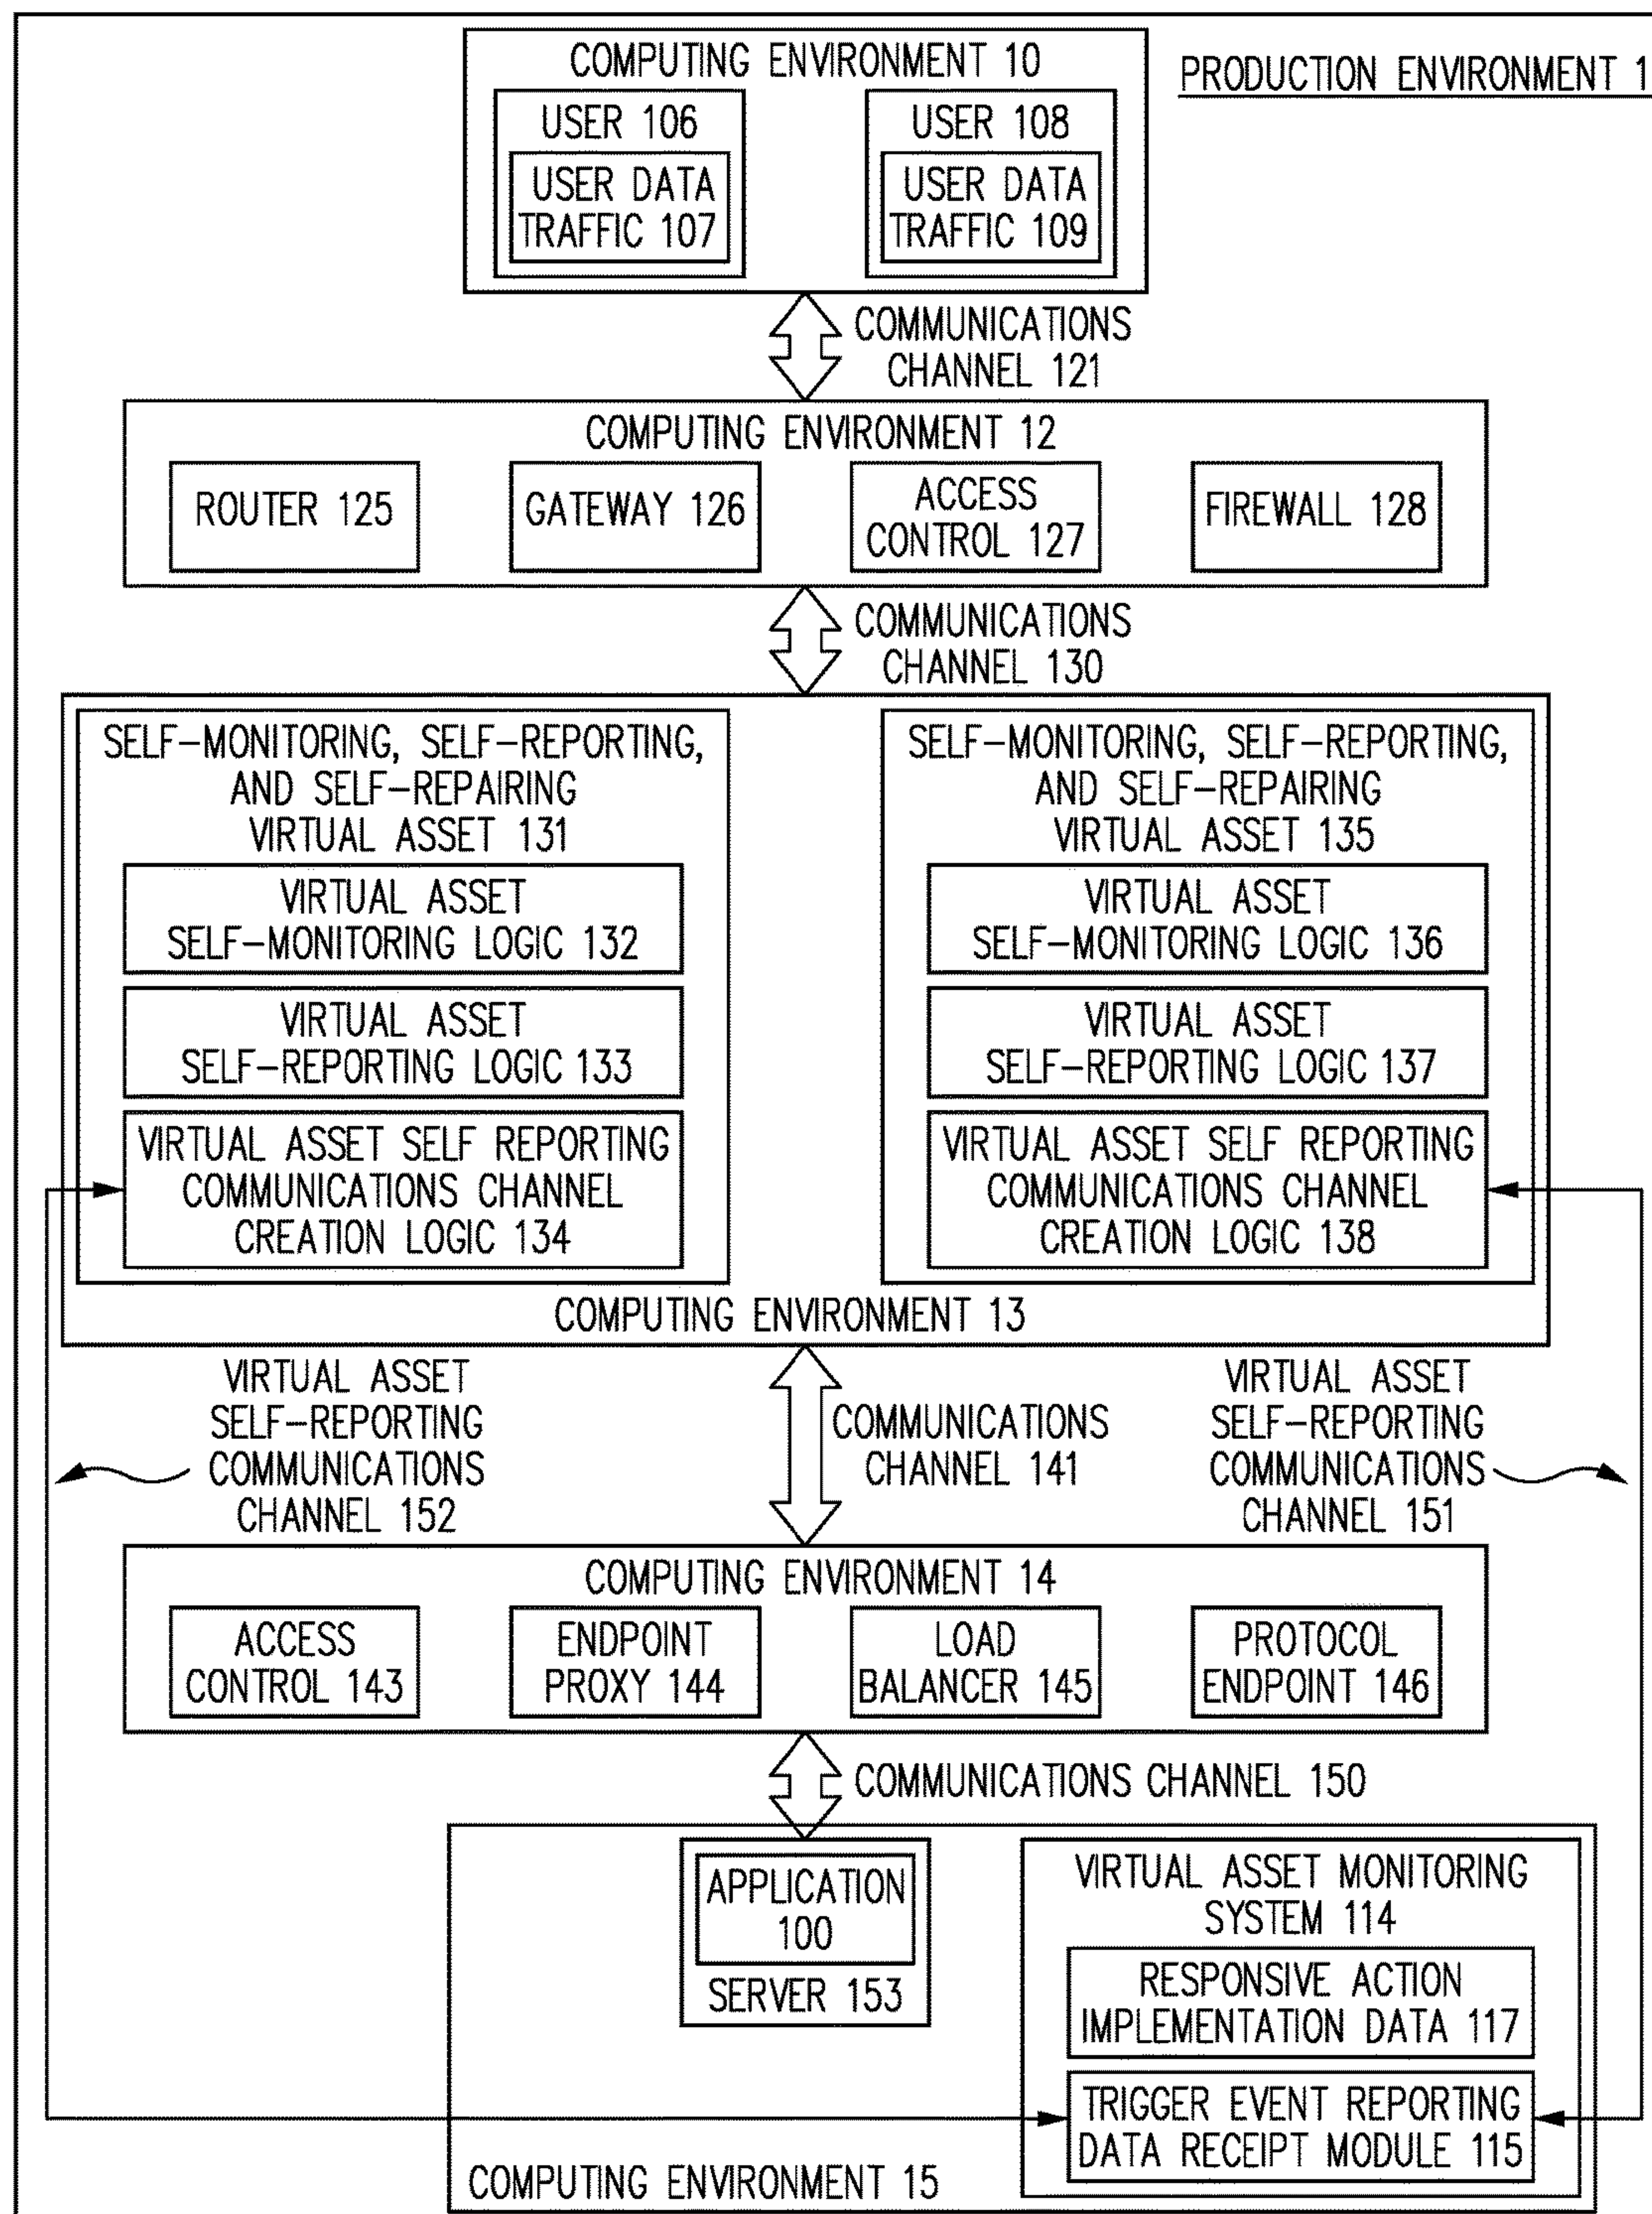 COMPUTING ENVIRONMENT 10
PRODUCTION ENVIRONMENT 1
USER 106
USER DATA
TRAFFIC 107
USER 108
USER DATA
TRAFFIC 109
COMMUNICATIONS
CHANNEL 121
COMPUTING ENVIRONMENT 12
ROUTER 125
GATEWAY 126
ACCESS
CONTROL 127
FIREWALL 128
COMMUNICATIONS
CHANNEL 130
SELF-MONITORING, SELF-REPORTING,
AND SELF-REPAIRING
VIRTUAL ASSET 131
VIRTUAL ASSET
SELF-MONITORING LOGIC 132
VIRTUAL ASSET
SELF-REPORTING LOGIC 133
VIRTUAL ASSET SELF REPORTING
COMMUNICATIONS CHANNEL
CREATION LOGIC 134
SELF-MONITORING, SELF-REPORTING,
AND SELF-REPAIRING
VIRTUAL ASSET 135
VIRTUAL ASSET
SELF-MONITORING LOGIC 136
VIRTUAL ASSET
SELF-REPORTING LOGIC 137
VIRTUAL ASSET SELF REPORTING
COMMUNICATIONS CHANNEL
CREATION LOGIC 138
COMPUTING ENVIRONMENT 13
VIRTUAL ASSET
SELF-REPORTING
COMMUNICATIONS
CHANNEL 152
COMMUNICATIONS
CHANNEL 141
VIRTUAL ASSET
SELF-REPORTING
COMMUNICATIONS
CHANNEL 151
COMPUTING ENVIRONMENT 14
ACCESS
CONTROL 143
ENDPOINT
PROXY 144
LOAD
BALANCER 145
PROTOCOL
ENDPOINT 146
COMMUNICATIONS CHANNEL 150
APPLICATION
100
SERVER 153
VIRTUAL ASSET MONITORING
SYSTEM 114
RESPONSIVE ACTION
IMPLEMENTATION DATA 117
TRIGGER EVENT REPORTING
DATA RECEIPT MODULE 115
COMPUTING ENVIRONMENT 15